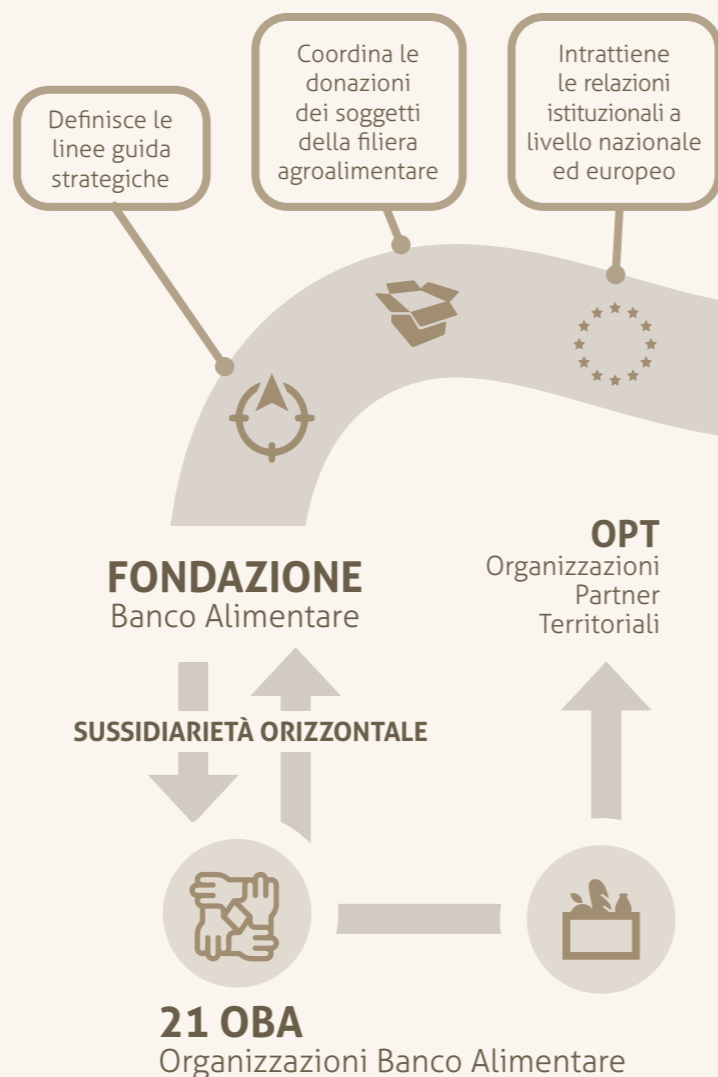 Definisce le
linee guida
strategiche
Coordina le
donazioni
dei soggetti
della filiera
agroalimentare
Intrattiene
le relazioni
istituzionali a
livello nazionale
ed europeo
FONDAZIONE
Banco Alimentare
OPT
Organizzazioni
Partner
Territoriali
SUSSIDIARIETÀ ORIZZONTALE
21 OBA
Organizzazioni Banco Alimentare